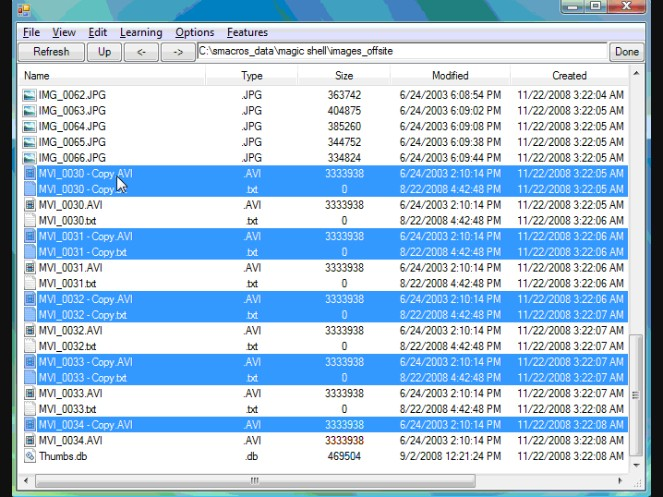 File View Edit Learning Options Features
Refresh Up <- -> C:\smacros_data\magic shell\images_offsite Done
Name Type Size Modified Created
IMG_0062.JPG .JPG 363742 6/24/2003 6:08:54 PM 11/22/2008 3:22:04 AM
IMG_0063.JPG .JPG 404875 6/24/2003 6:09:02 PM 11/22/2008 3:22:05 AM
IMG_0064.JPG .JPG 385260 6/24/2003 6:09:08 PM 11/22/2008 3:22:05 AM
IMG_0065.JPG .JPG 344752 6/24/2003 6:09:38 PM 11/22/2008 3:22:05 AM
IMG_0066.JPG .JPG 334824 6/24/2003 6:09:44 PM 11/22/2008 3:22:05 AM
MVI_0030 - Copy.AVI .AVI 3333938 6/24/2003 2:10:14 PM 11/22/2008 3:22:05 AM
MVI_0030 - Copy.txt .txt 0 8/22/2008 4:42:48 PM 11/22/2008 3:22:05 AM
MVI_0030.AVI .AVI 3333938 6/24/2003 2:10:14 PM 11/22/2008 3:22:05 AM
MVI_0030.txt .txt 0 8/22/2008 4:42:48 PM 11/22/2008 3:22:06 AM
MVI_0031 - Copy.AVI .AVI 3333938 6/24/2003 2:10:14 PM 11/22/2008 3:22:06 AM
MVI_0031 - Copy.txt .txt 0 8/22/2008 4:42:48 PM 11/22/2008 3:22:06 AM
MVI_0031.AVI .AVI 3333938 6/24/2003 2:10:14 PM 11/22/2008 3:22:06 AM
MVI_0031.txt .txt 0 8/22/2008 4:42:48 PM 11/22/2008 3:22:06 AM
MVI_0032 - Copy.AVI .AVI 3333938 6/24/2003 2:10:14 PM 11/22/2008 3:22:06 AM
MVI_0032 - Copy.txt .txt 0 8/22/2008 4:42:48 PM 11/22/2008 3:22:07 AM
MVI_0032.AVI .AVI 3333938 6/24/2003 2:10:14 PM 11/22/2008 3:22:07 AM
MVI_0032.txt .txt 0 8/22/2008 4:42:48 PM 11/22/2008 3:22:07 AM
MVI_0033 - Copy.AVI .AVI 3333938 6/24/2003 2:10:14 PM 11/22/2008 3:22:07 AM
MVI_0033 - Copy.txt .txt 0 8/22/2008 4:42:48 PM 11/22/2008 3:22:07 AM
MVI_0033.AVI .AVI 3333938 6/24/2003 2:10:14 PM 11/22/2008 3:22:07 AM
MVI_0033.txt .txt 0 8/22/2008 4:42:48 PM 11/22/2008 3:22:08 AM
MVI_0034 - Copy.AVI .AVI 3333938 6/24/2003 2:10:14 PM 11/22/2008 3:22:08 AM
MVI_0034.AVI .AVI 3333938 6/24/2003 2:10:14 PM 11/22/2008 3:22:08 AM
Thumbs.db .db 469504 9/2/2008 12:21:24 PM 11/22/2008 3:22:08 AM